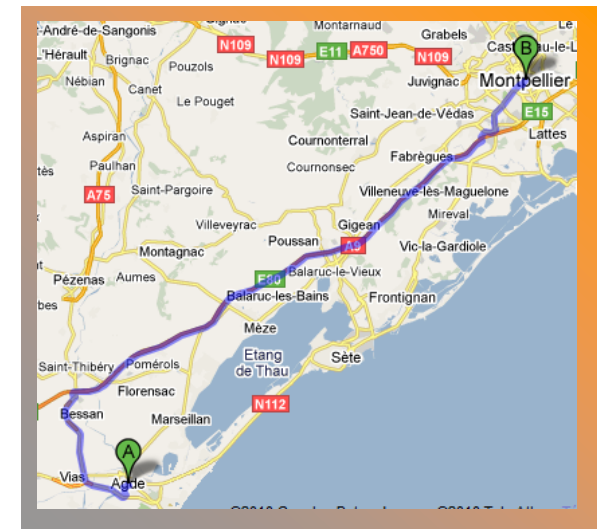 -André-de-Sangonis
Montarnaud
Grabels
L'Hérault
Brignac
N109
N109
E11
A750
N109
B
Pouzols
Juvignac
Montpellier
Nébian
Canet
Le Pouget
Saint-Jean-de-Védas
E15
Aspiran
Cournonterral
Lattes
Paulhan
Cournonsec
Fabrègues
A75
Saint-Pargoire
Villeneuve-lès-Maguelone
Villeveyrac
Gigean
Mireval
Montagnac
Poussan
A9
Vic-la-Gardiole
Pézenas
Aumes
Balaruc-le-Vieux
Balaruc-les-Bains
Frontignan
Mèze
Saint-Thibéry
Pomérols
Etang
de Thau
Sète
Florensac
N112
Bessan
Marseillan
A
Vias
Agde